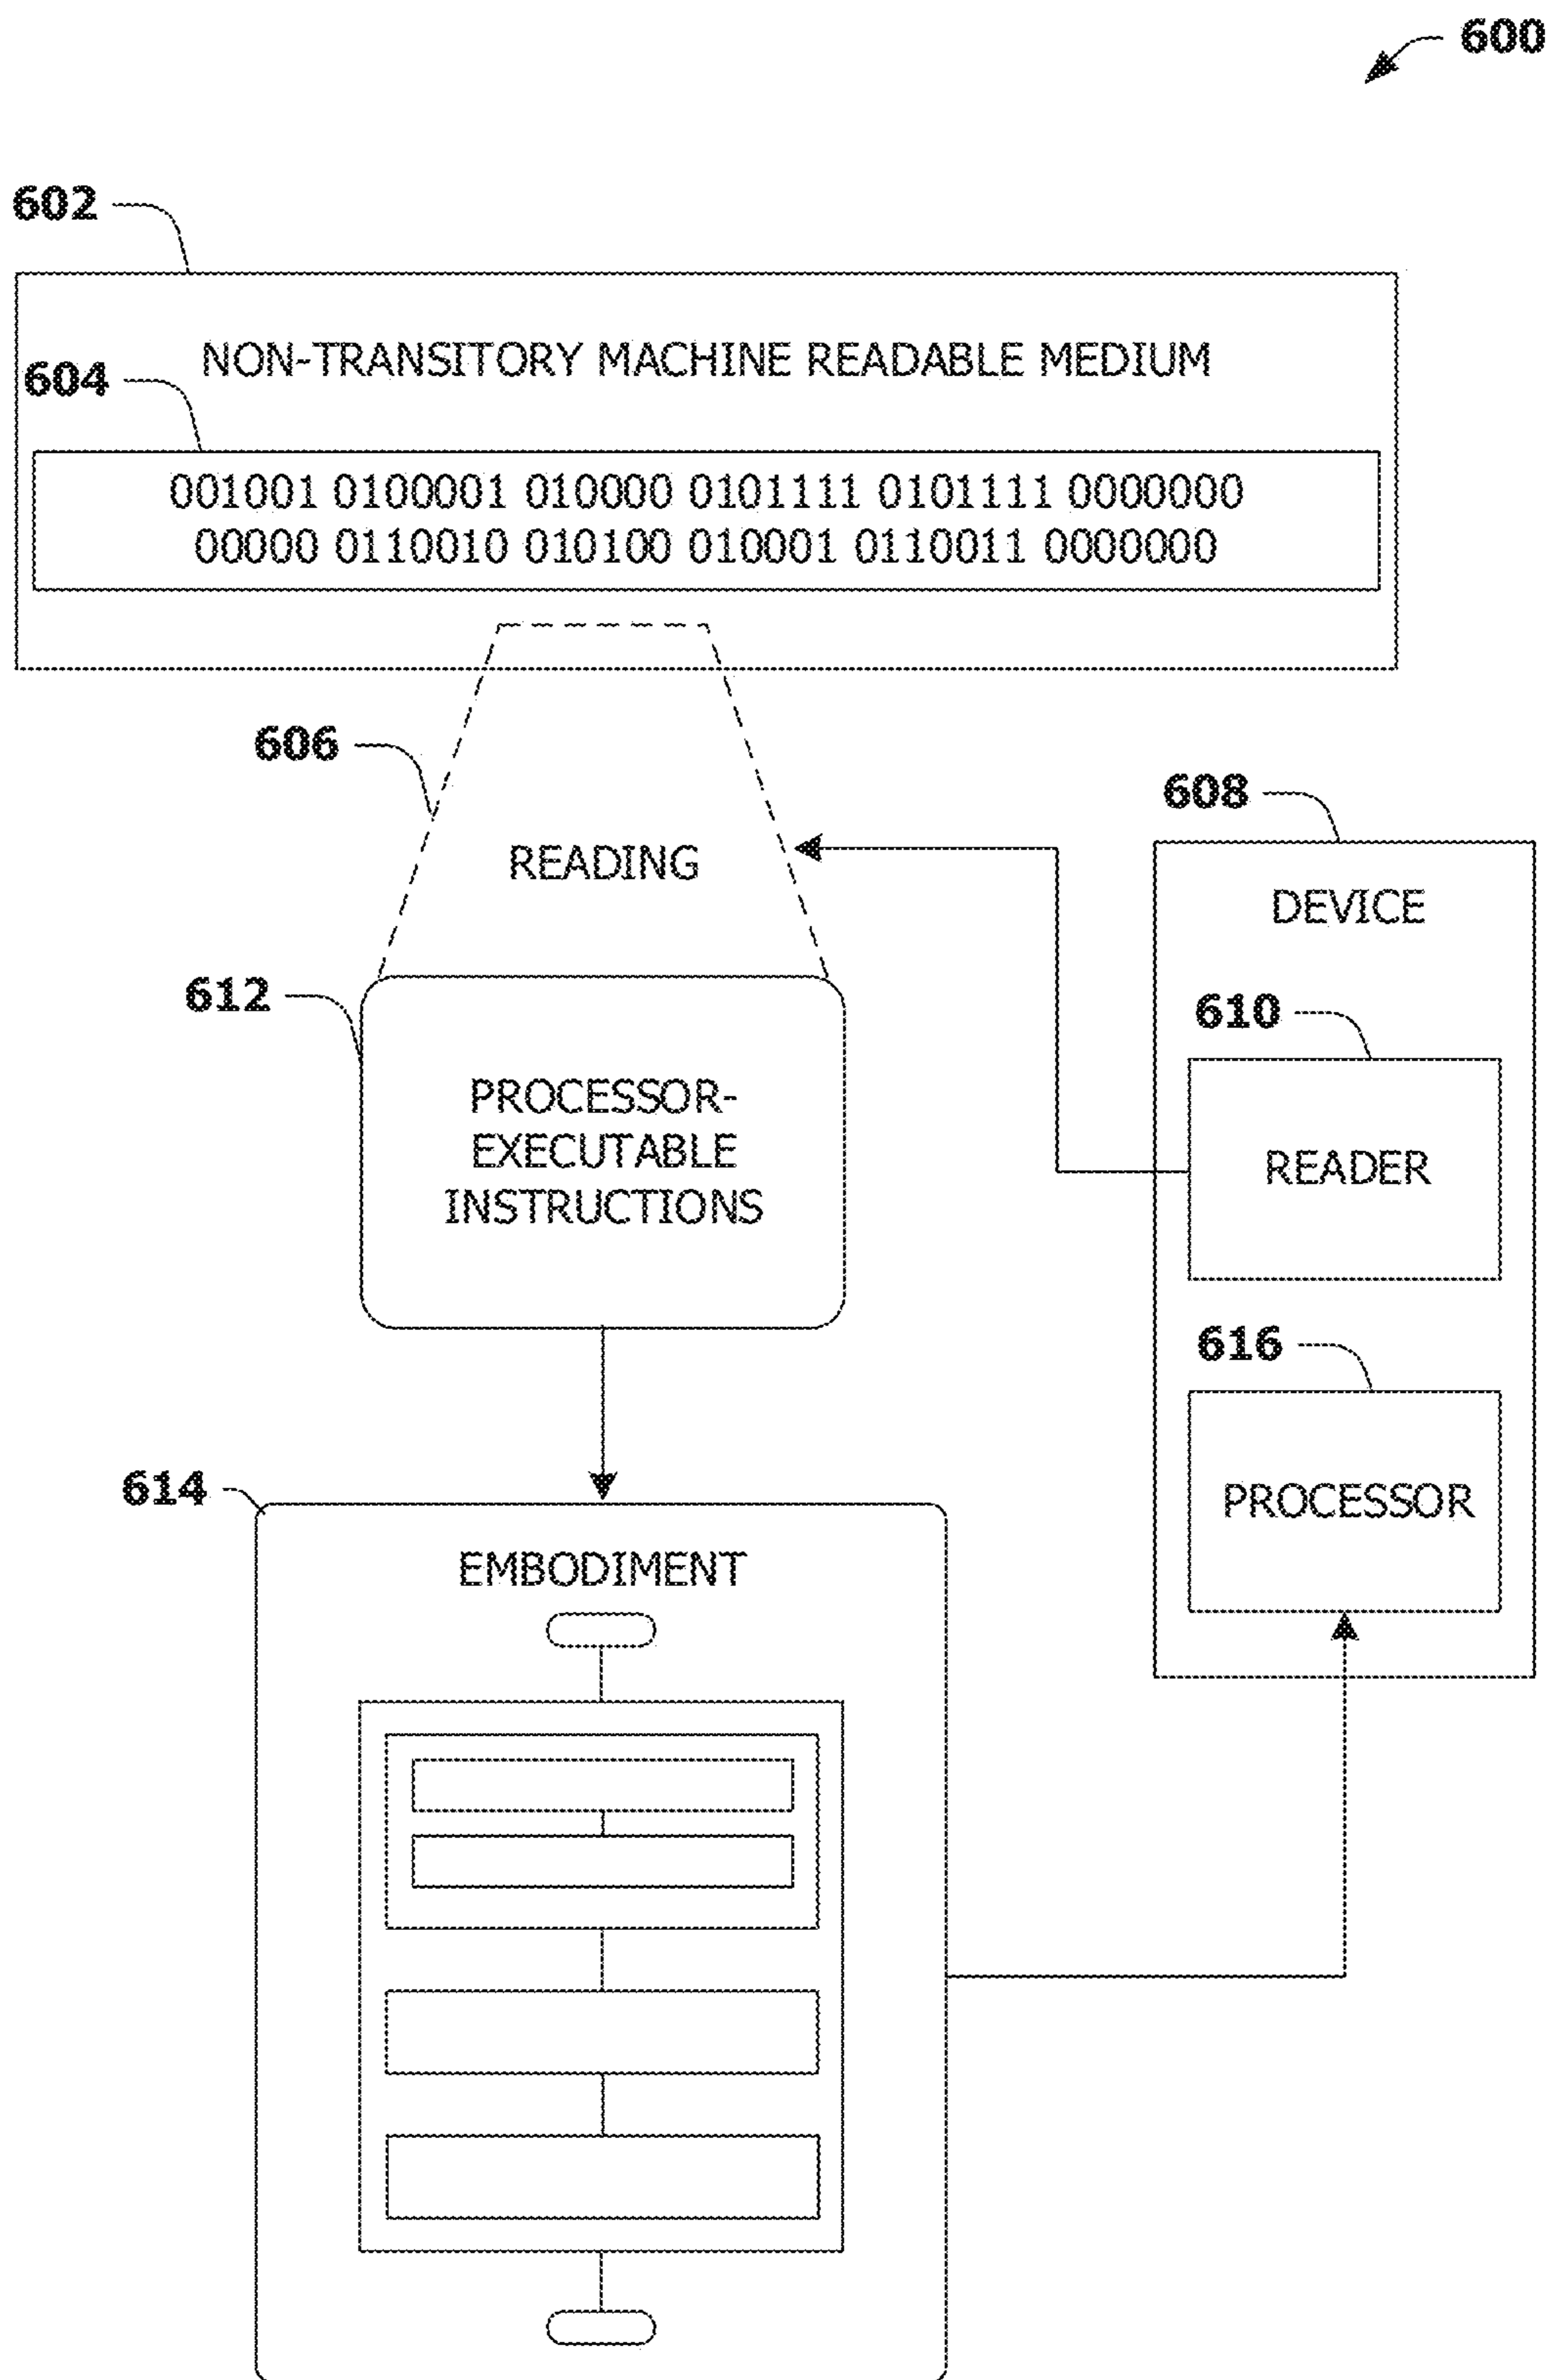 600
602
NON-TRANSITORY MACHINE READABLE MEDIUM
604
001001 0100001 010000 0101111 0101111 0000000
00000 0110010 010100 010001 0110011 0000000
606
READING
608
DEVICE
610
READER
612
PROCESSOR-
EXECUTABLE
INSTRUCTIONS
616
PROCESSOR
614
EMBODIMENT